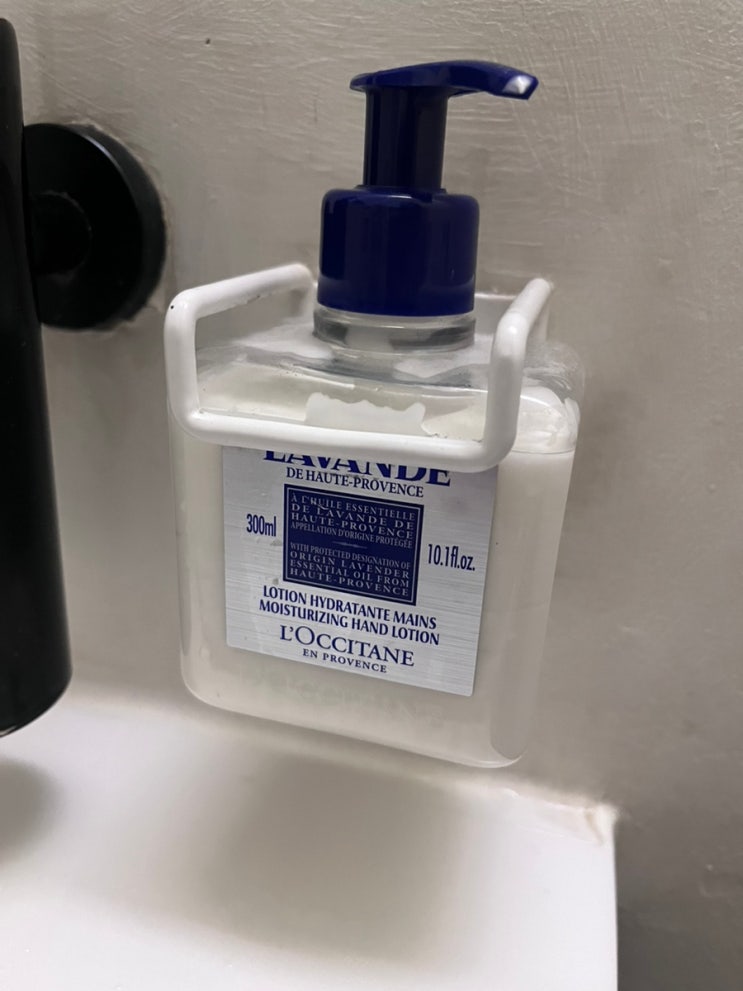 LAVANDE
DE HAUTE-PROVENCE
À L'HUILE ESSENTIELLE
DE LAVANDE DE
HAUTE-PROVENCE
APPELLATION D'ORIGINE PROTÉGÉE
WITH PROTECTED DESIGNATION OF
ORIGIN LAVENDER
ESSENTIAL OIL FROM
HAUTE-PROVENCE
300ml
10.1fl.oz.
LOTION HYDRATANTE MAINS
MOISTURIZING HAND LOTION
L'OCCITANE
EN PROVENCE